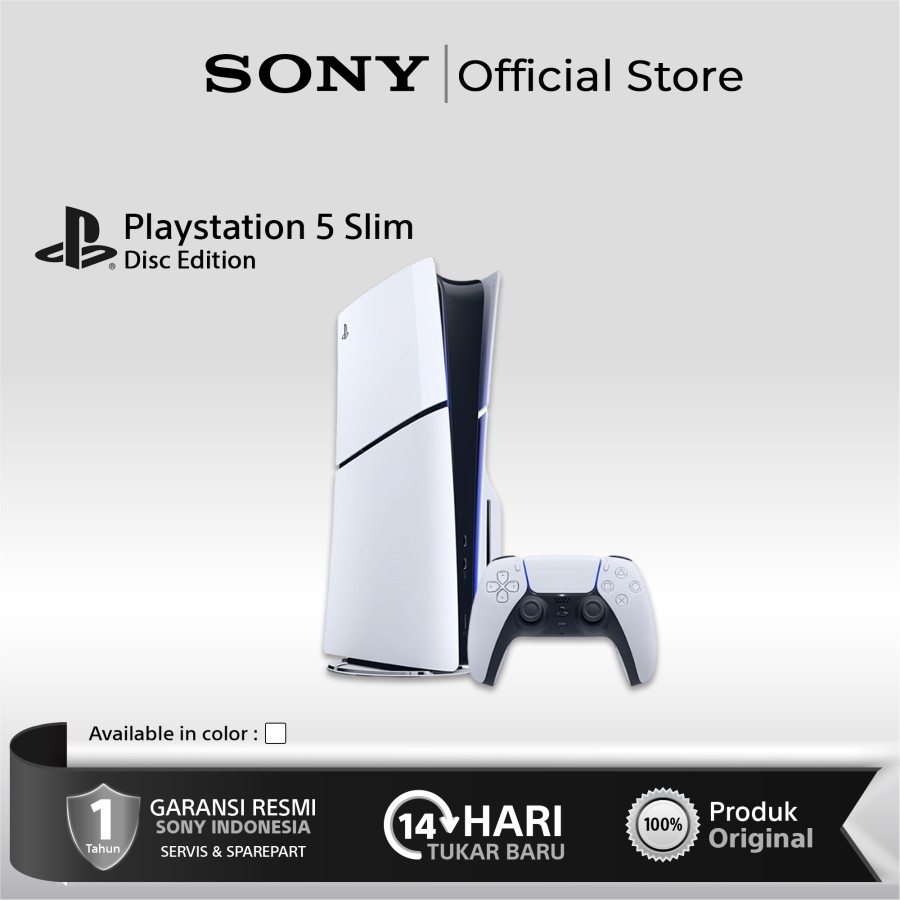 SONY Official Store
Playstation 5 Slim
Disc Edition
Available in color :
1
Tahun
GARANSI RESMI
SONY INDONESIA
SERVIS & SPAREPART
14 HARI
TUKAR BARU
100%
Produk
Original